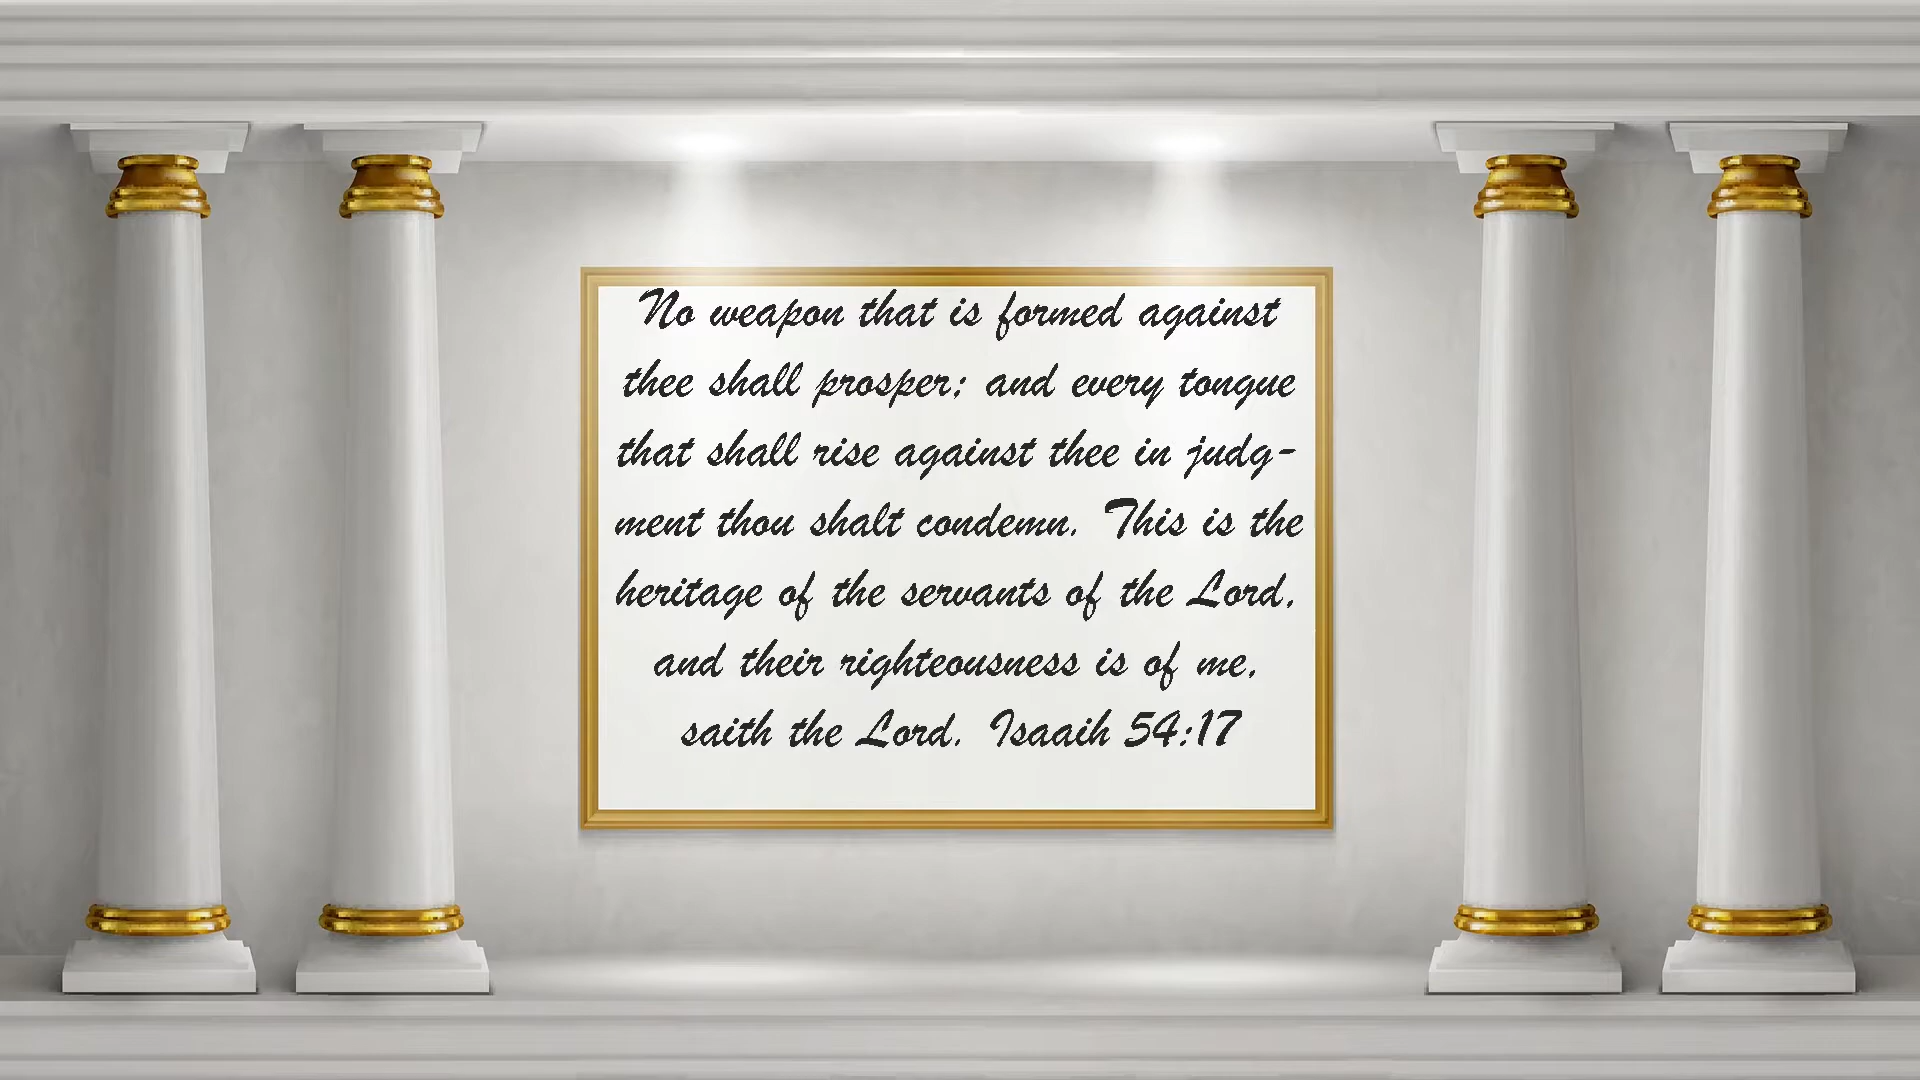 No weapon that is formed against
thee shall prosper; and every tongue
that shall rise against thee in judg-
ment thou shalt condemn. This is the
heritage of the servants of the Lord,
and their righteousness is of me,
saith the Lord. Isaaih 54:17